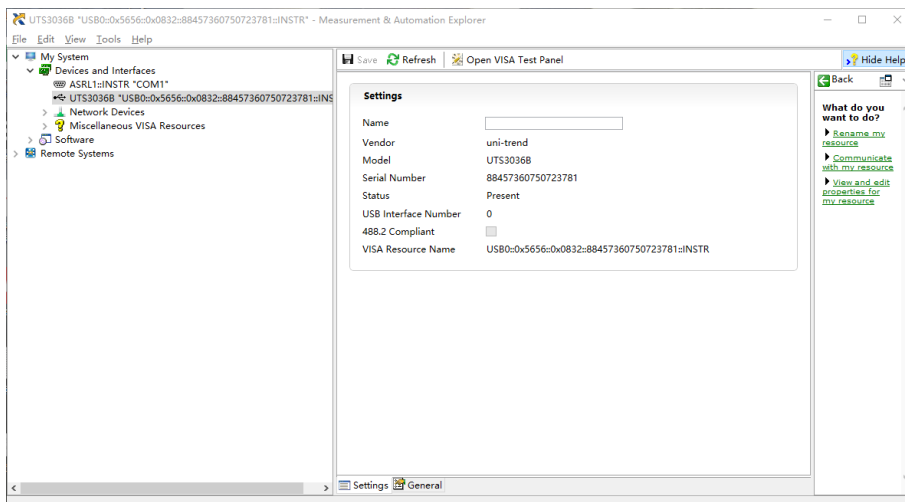 UTS3036B "USB0::0x5656::0x0832::88457360750723781::INSTR" - Measurement & Automation Explorer
File Edit View Tools Help
My System
Devices and Interfaces
ASRL1::INSTR "COM1"
UTS3036B "USB0::0x5656::0x0832::88457360750723781::INS
Network Devices
Miscellaneous VISA Resources
Software
Remote Systems
Save Refresh Open VISA Test Panel
Hide Help
Settings
Name
Vendor uni-trend
Model UTS3036B
Serial Number 88457360750723781
Status Present
USB Interface Number 0
488.2 Compliant
VISA Resource Name USB0::0x5656::0x0832::88457360750723781::INSTR
Settings General
Back
What do you
want to do?
Rename my
resource
Communicate
with my resource
View and edit
properties for
my resource